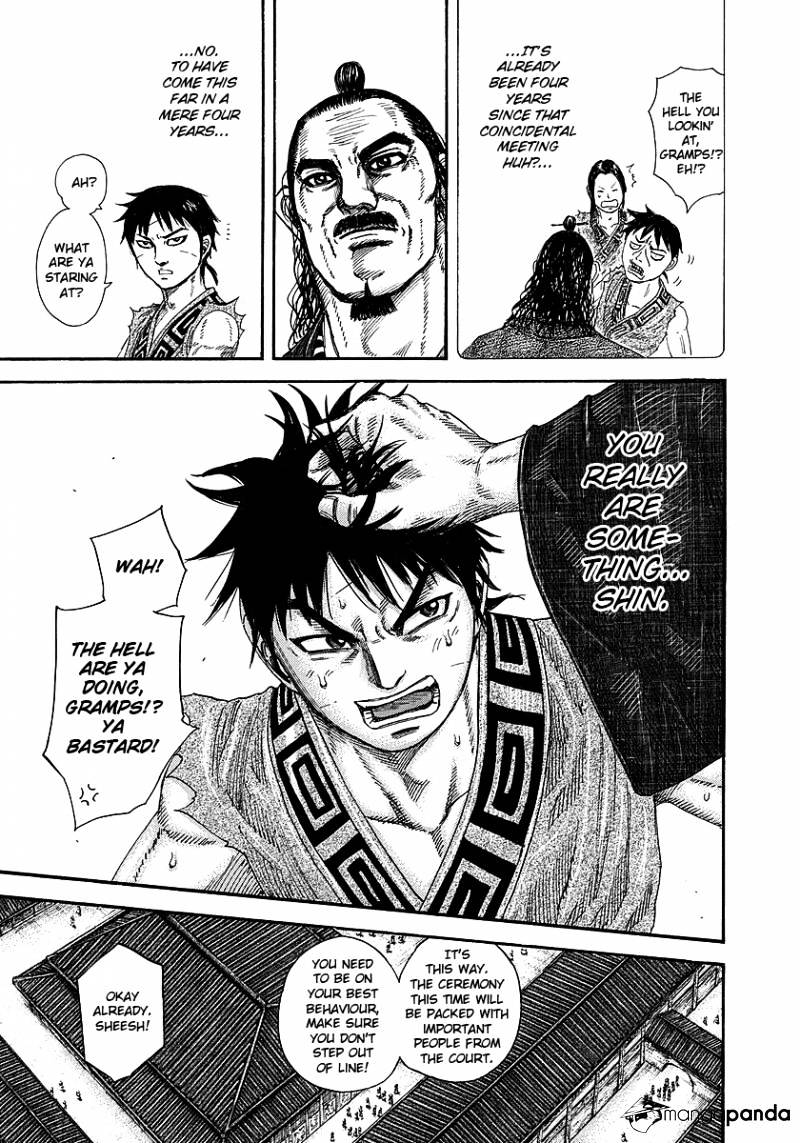 THE
HELL YOU
LOOKIN'
AT,
GRAMPS!?
EH!?
...IT'S
ALREADY
BEEN FOUR
YEARS
SINCE THAT
COINCIDENTAL
MEETING
HUH?...
...NO.
TO HAVE
COME THIS
FAR IN A
MERE FOUR
YEARS...
AH?
WHAT
ARE YA
STARING
AT?
YOU
REALLY
ARE
SOME-
THING...
SHIN.
WAH!
THE HELL
ARE YA
DOING,
GRAMPS!?
YA
BASTARD!
IT'S
THIS WAY.
THE CEREMONY
THIS TIME WILL
BE PACKED WITH
IMPORTANT
PEOPLE FROM
THE COURT.
YOU NEED
TO BE ON
YOUR BEST
BEHAVIOUR,
MAKE SURE
YOU DON'T
STEP OUT
OF LINE!
OKAY
ALREADY.
SHEESH!
mangapanda